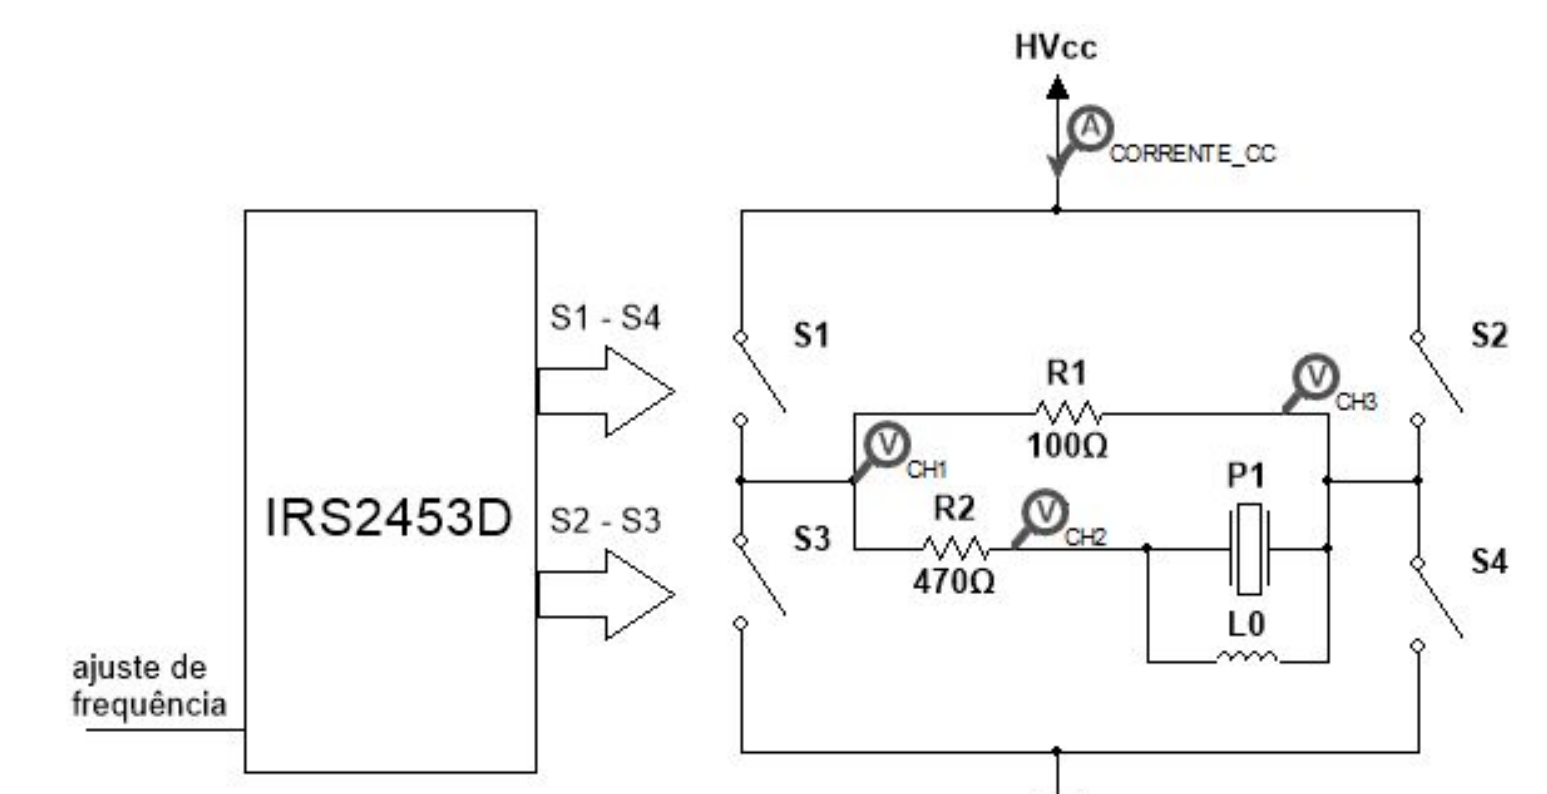 HVcc
A
CORRENTE_CC
S1 - S4
S1
S2
R1
V
CH3
100Ω
V
CH1
P1
IRS2453D
S2 - S3
S3
R2
V
CH2
470Ω
S4
L0
ajuste de
frequência